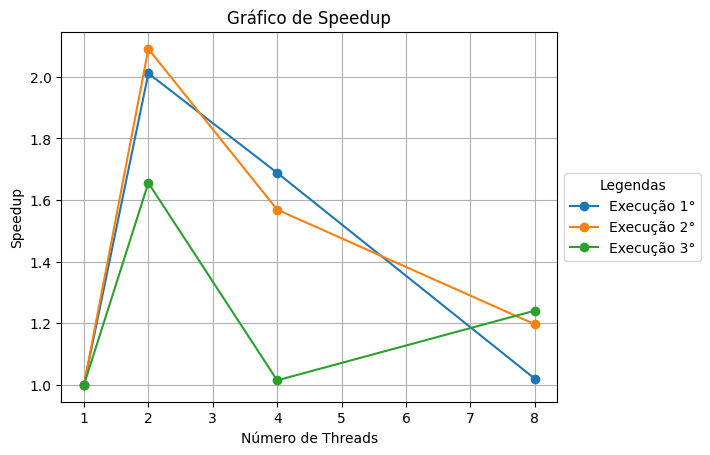 Gráfico de Speedup
Speedup
2.0
1.8
1.6
1.4
1.2
1.0
1 2 3 4 5 6 7 8
Número de Threads
Legendas
Execução 1°
Execução 2°
Execução 3°